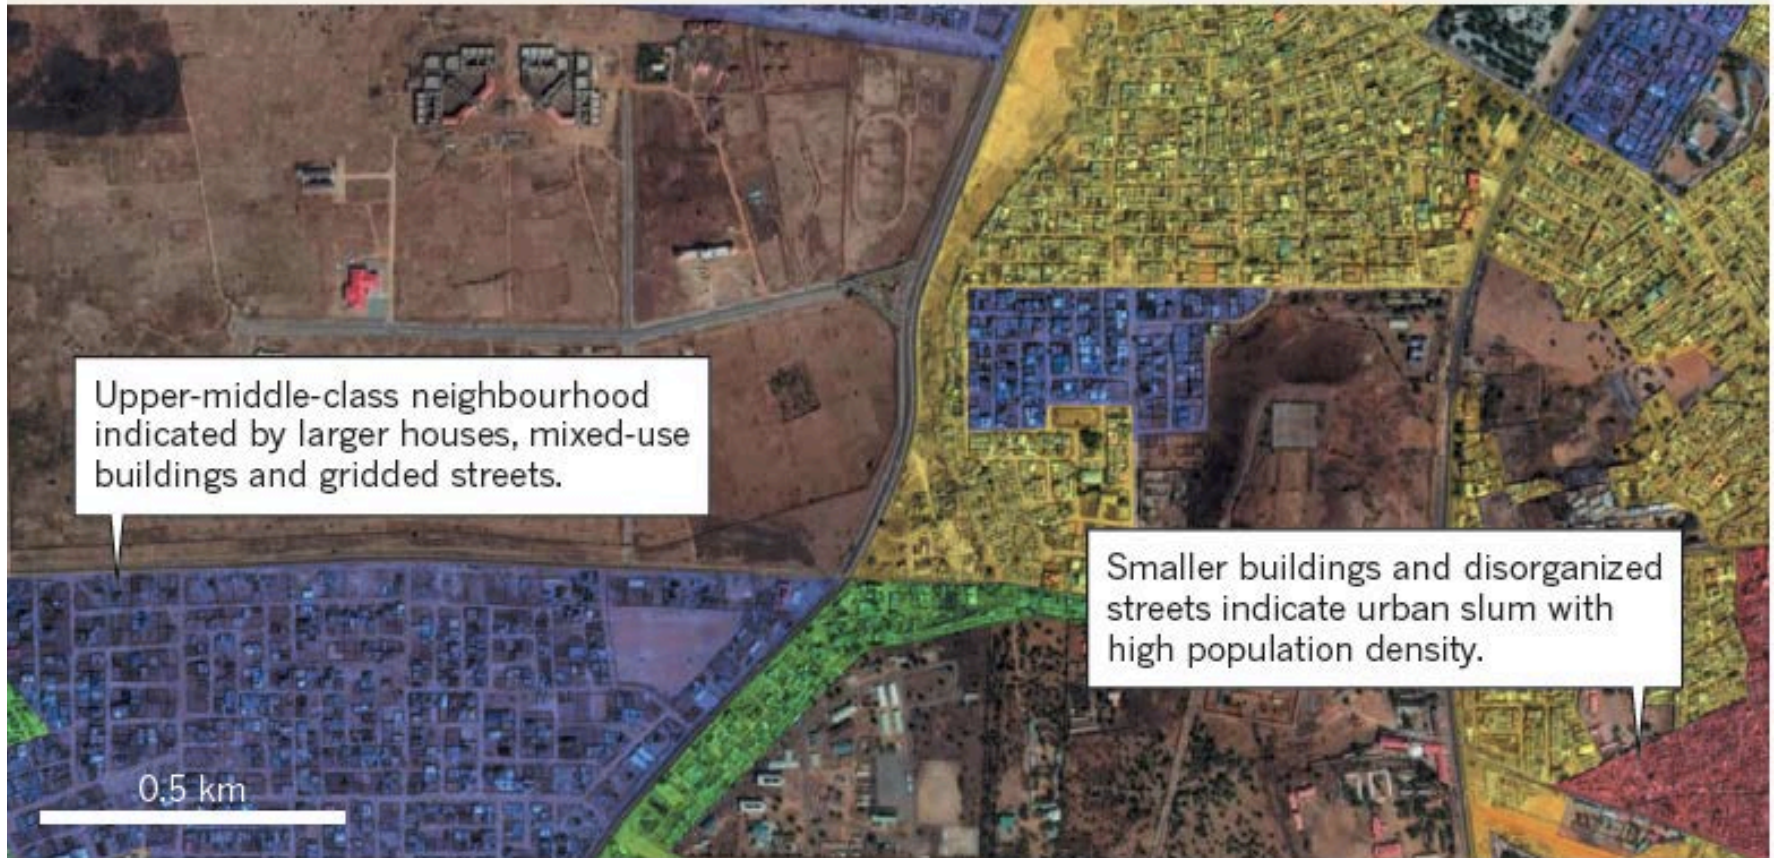 Upper-middle-class neighbourhood
indicated by larger houses, mixed-use
buildings and gridded streets.
Smaller buildings and disorganized
streets indicate urban slum with
high population density.
0.5 km